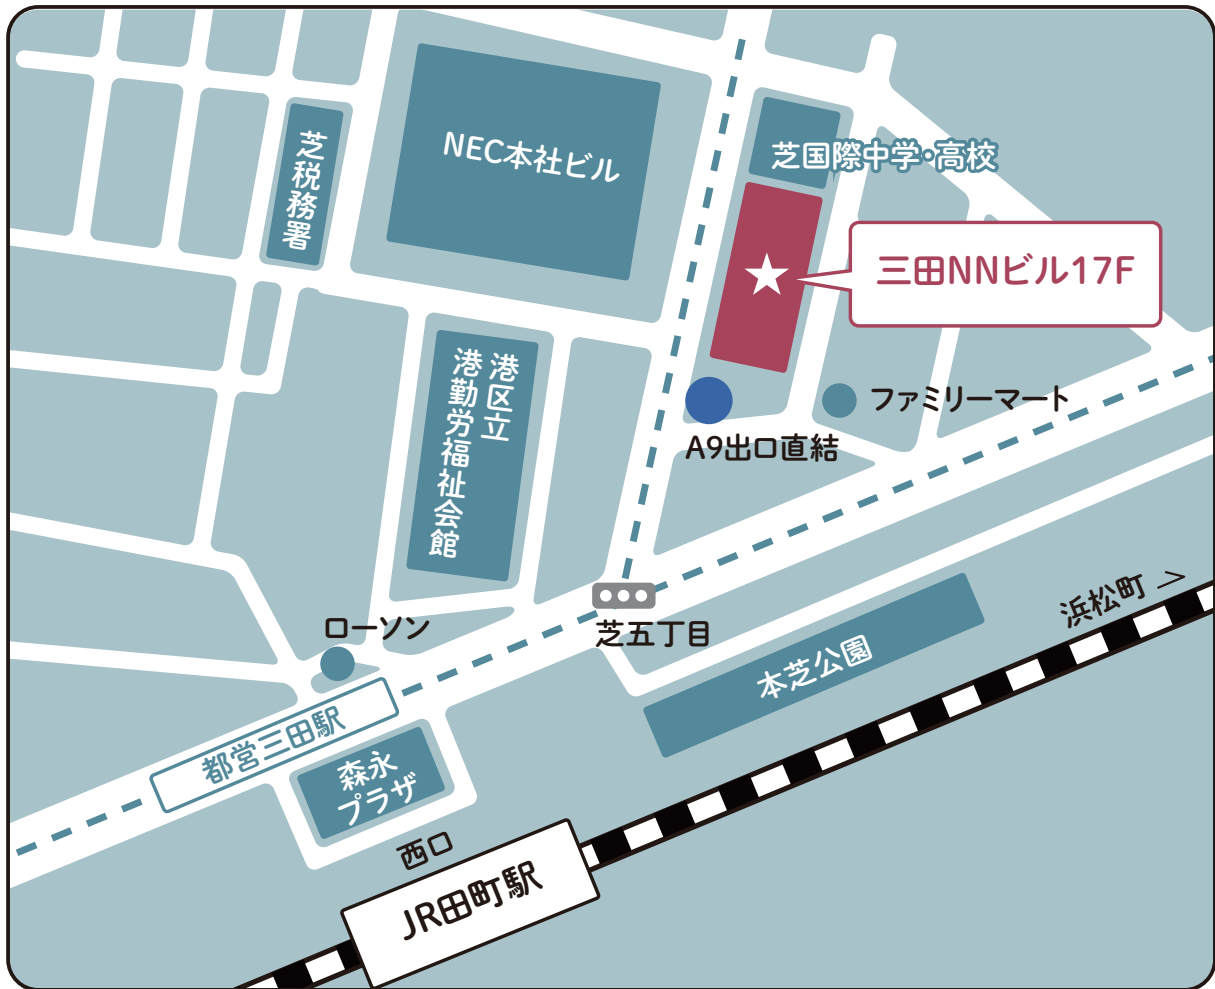 芝税務署
NEC本社ビル
芝国際中学・高校
三田NNビル17F
港区立
港勤労福祉会館
ファミリーマート
A9出口直結
芝五丁目
ローソン
浜松町
本芝公園
都営三田駅
森永
プラザ
西口
JR田町駅